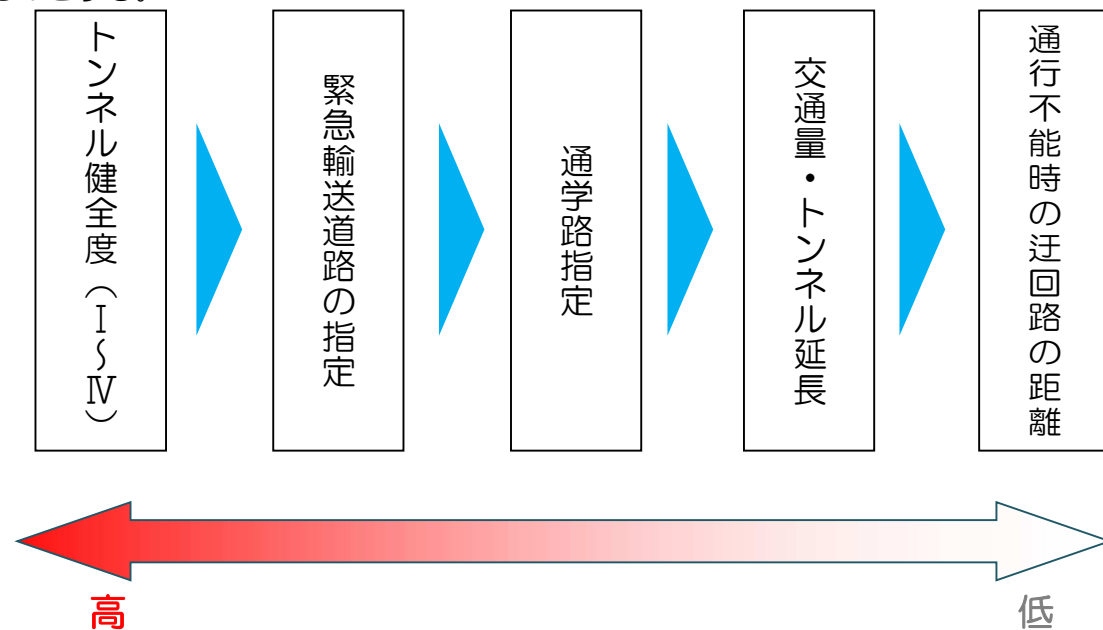 トンネル健全度（Ⅰ～Ⅳ）
緊急輸送道路の指定
通学路指定
交通量・トンネル延長
通行不能時の迂回路の距離
高
低